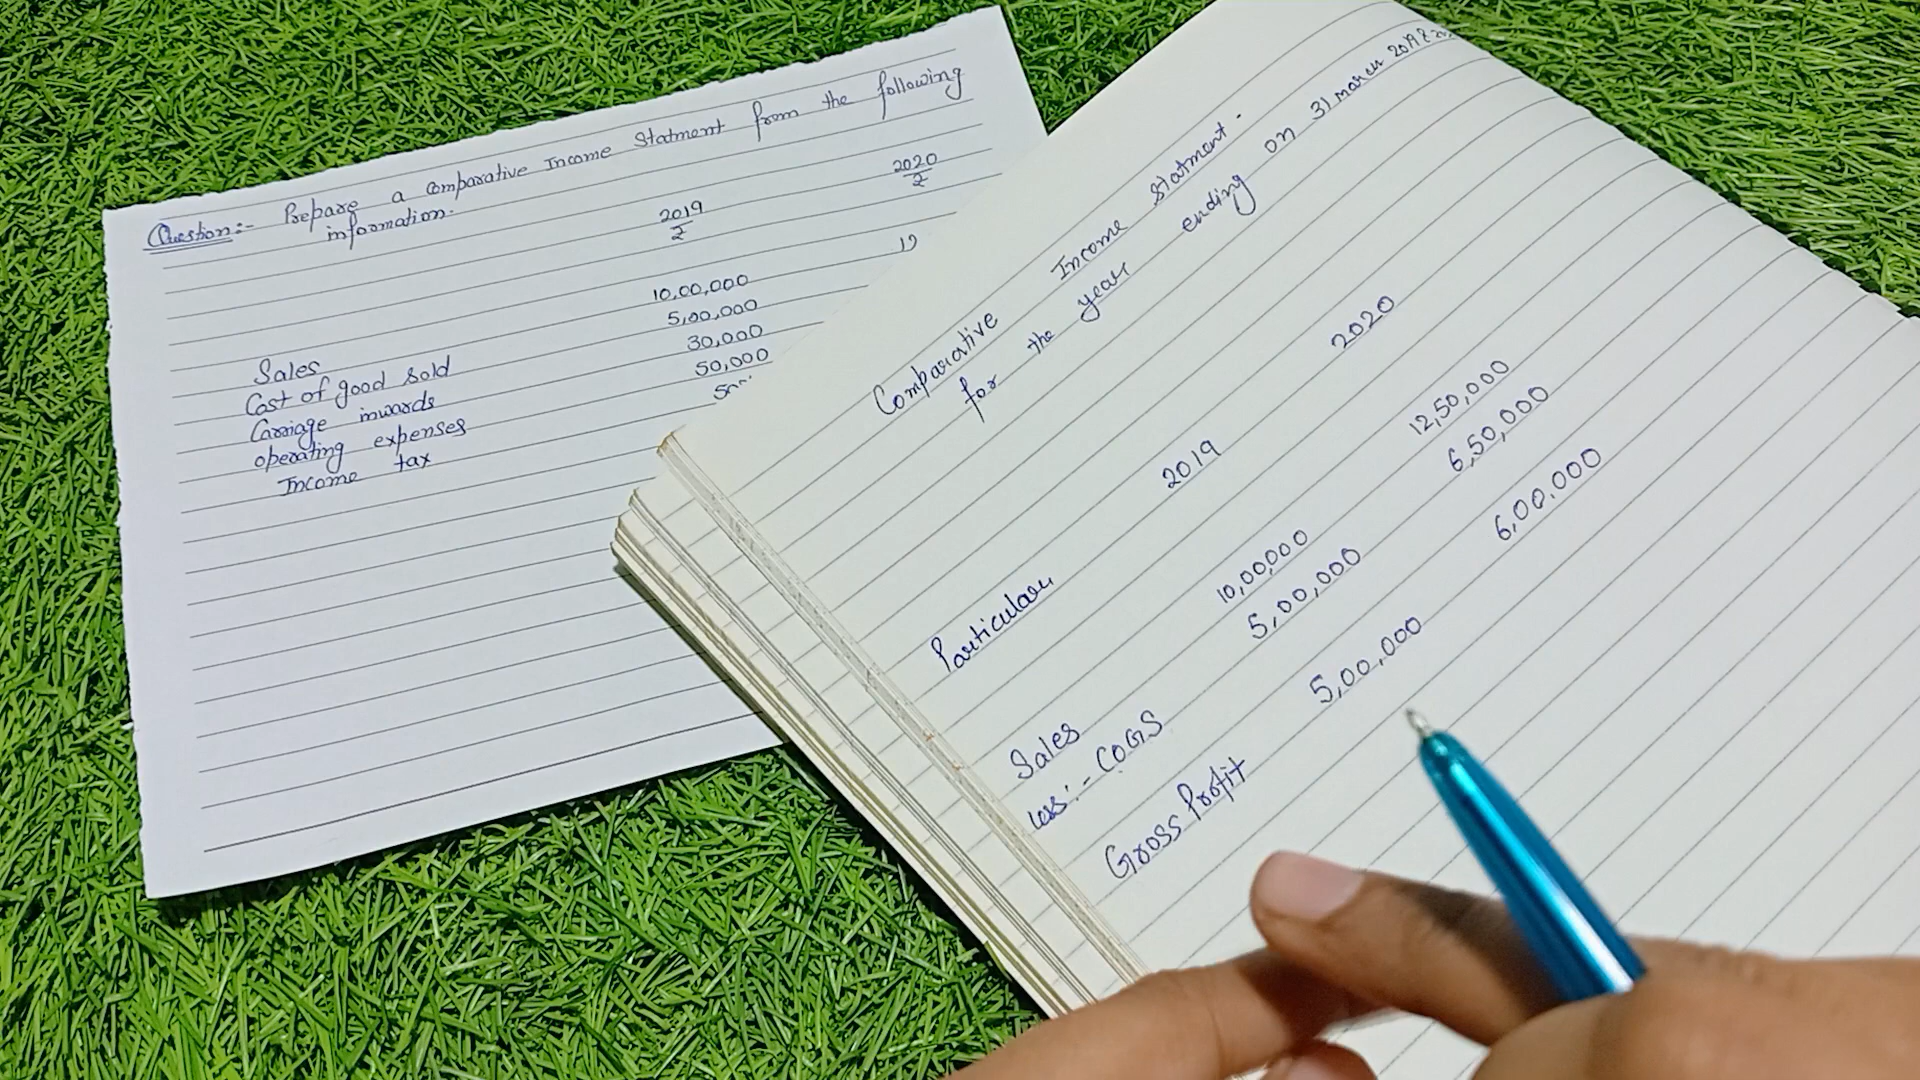 Question:- Prepare a Comparative Income Statment from the following
information.
2019 2020
₹ ₹
Sales 10,00,000
Cost of good sold 5,00,000
Carriage inwards 30,000
operating expenses 50,000
Income tax
Comparative Income Statment.
for the year ending on 31 march 2019 &
Particulars 2019 2020
Sales 10,00,000 12,50,000
less:- COGS 5,00,000 6,50,000
Gross Profit 5,00,000 6,00,000